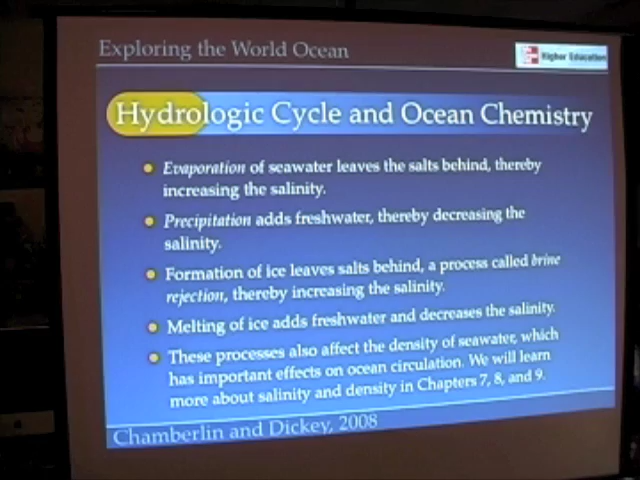 Exploring the World Ocean
Higher Education
Hydrologic Cycle and Ocean Chemistry
Evaporation of seawater leaves the salts behind, thereby
increasing the salinity.
Precipitation adds freshwater, thereby decreasing the
salinity.
Formation of ice leaves salts behind, a process called brine
rejection, thereby increasing the salinity.
Melting of ice adds freshwater and decreases the salinity.
These processes also affect the density of seawater, which
has important effects on ocean circulation. We will learn
more about salinity and density in Chapters 7, 8, and 9.
Chamberlin and Dickey, 2008